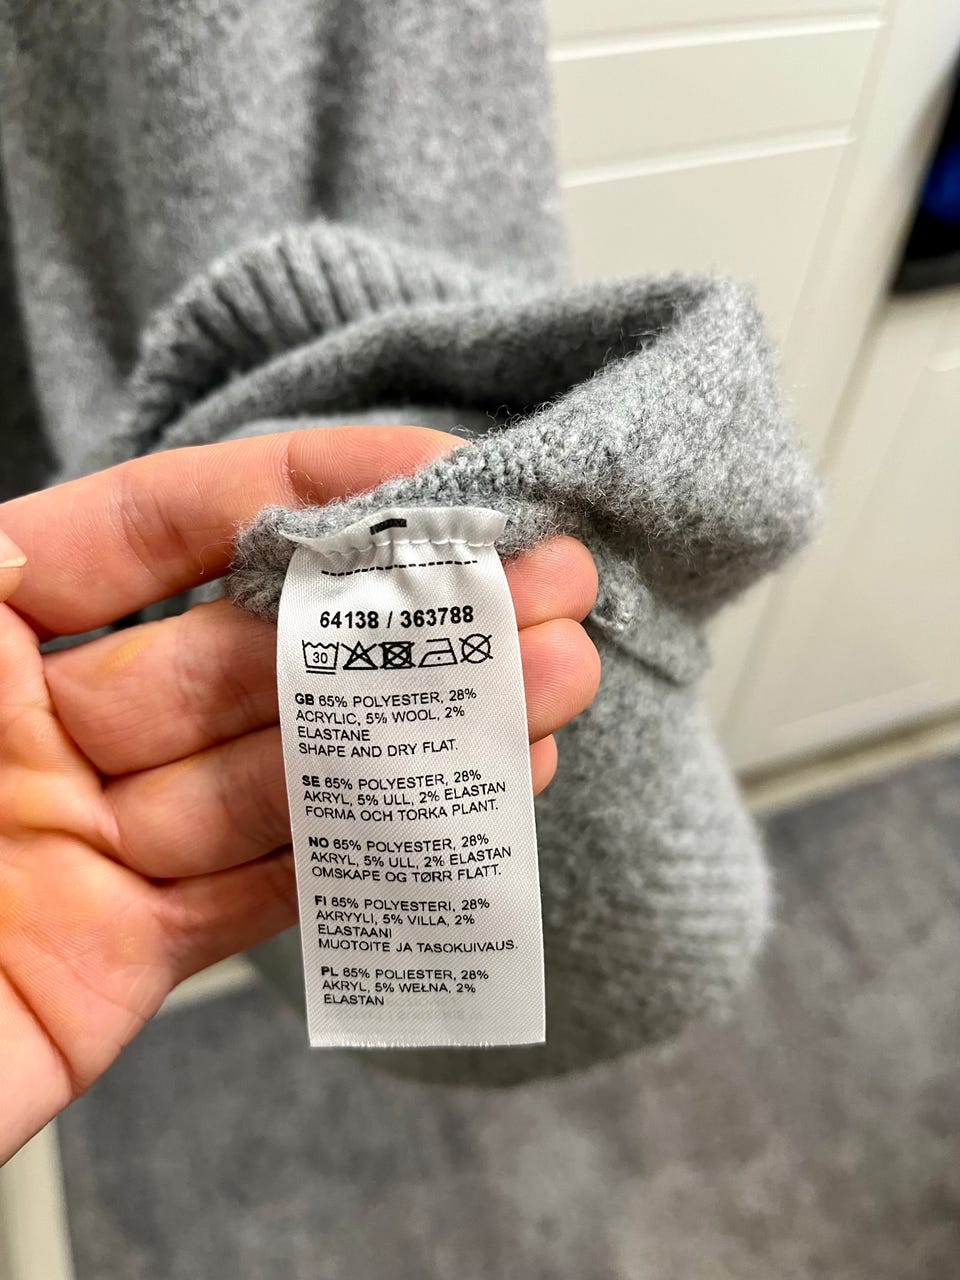 64138 / 363788
30
GB 65% POLYESTER, 28%
ACRYLIC, 5% WOOL, 2%
ELASTANE
SHAPE AND DRY FLAT.
SE 65% POLYESTER, 28%
AKRYL, 5% ULL, 2% ELASTAN
FORMA OCH TORKA PLANT.
NO 65% POLYESTER, 28%
AKRYL, 5% ULL, 2% ELASTAN
OMSKAPE OG TØRR FLATT.
FI 65% POLYESTERI, 28%
AKRYYLI, 5% VILLA, 2%
ELASTAANI
MUOTOITE JA TASOKUIVAUS.
PL 65% POLIESTER, 28%
AKRYL, 5% WEŁNA, 2%
ELASTAN